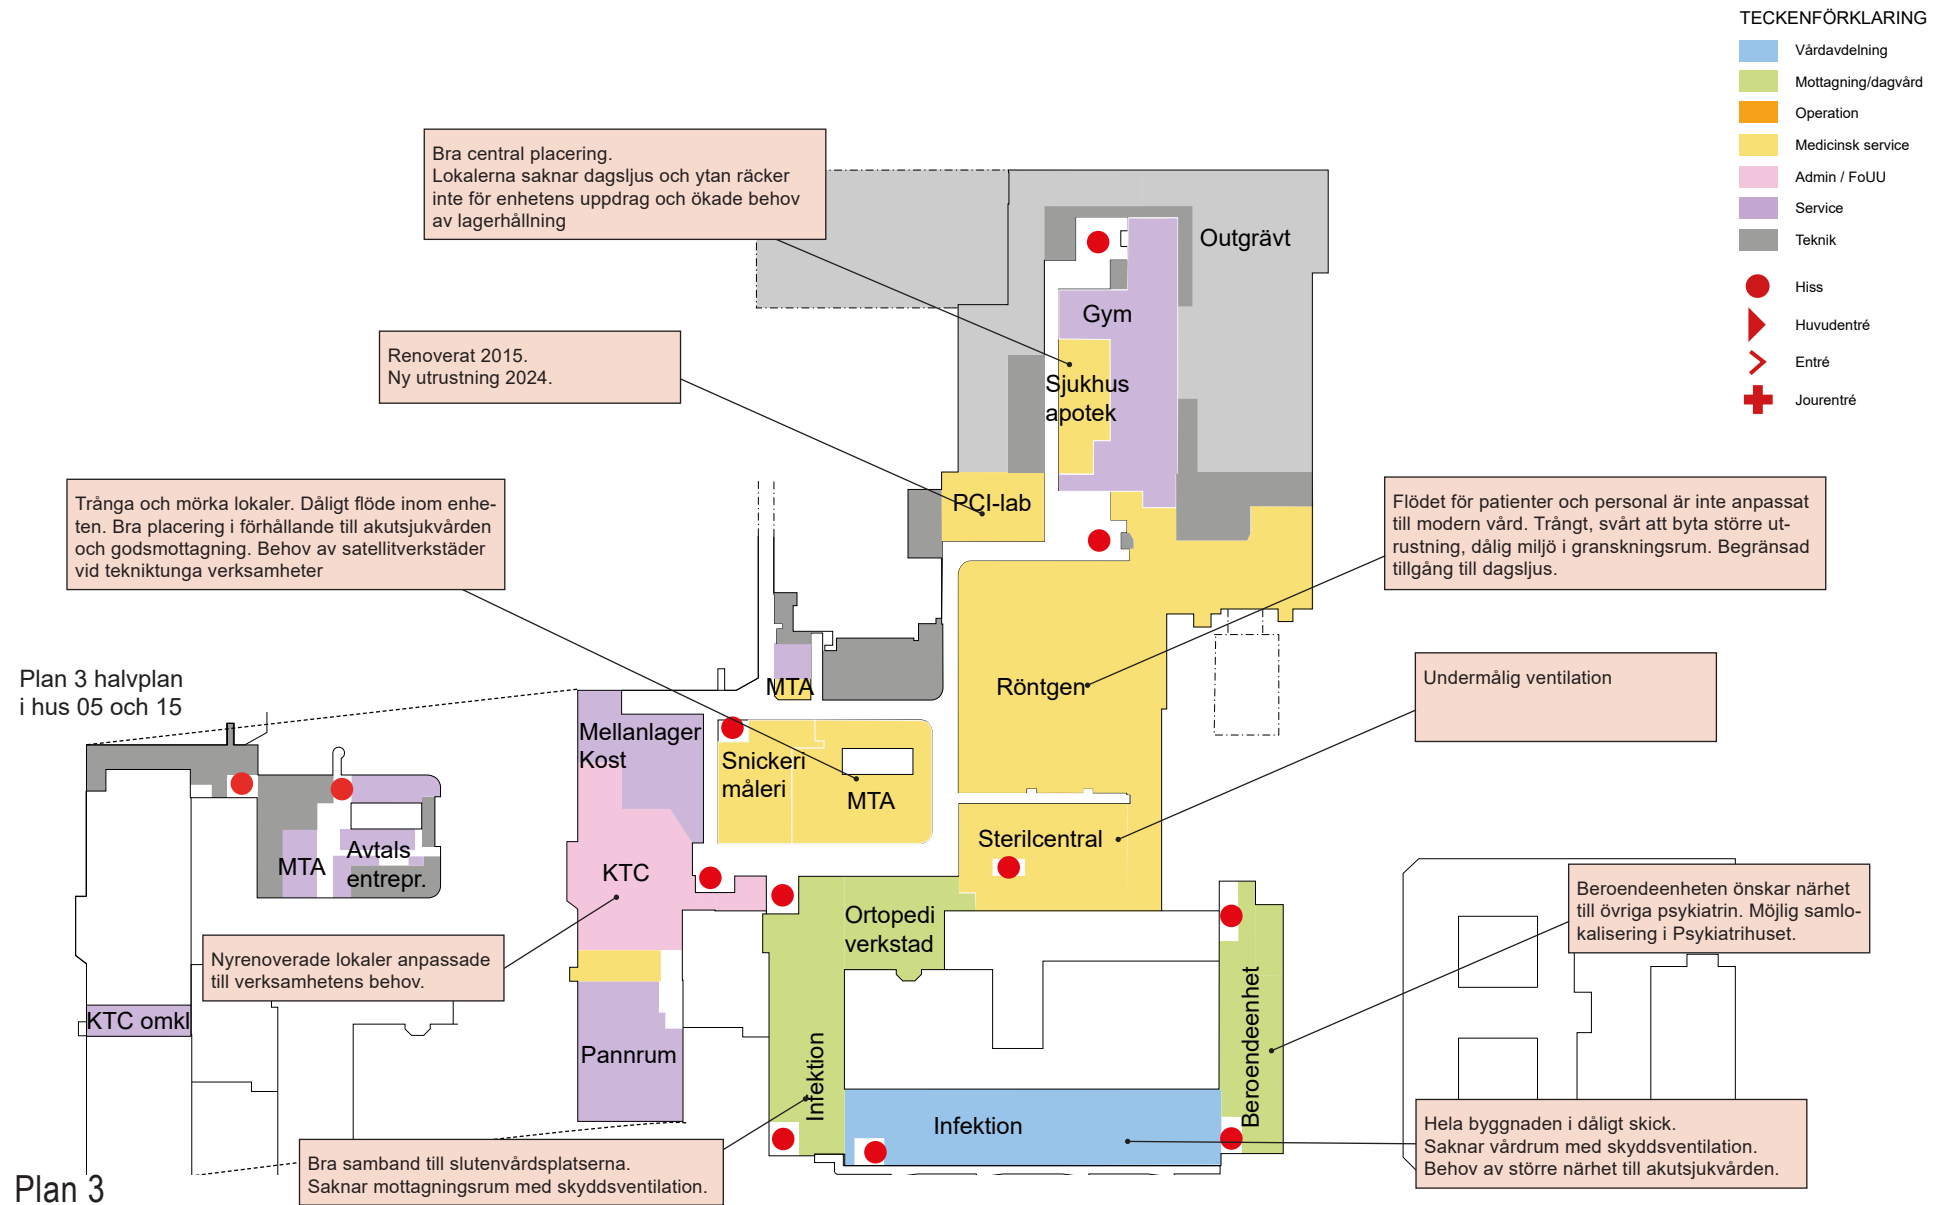 TECKENFÖRKLARING
Vårdavdelning
Mottagning/dagvård
Operation
Medicinsk service
Admin / FoUU
Service
Teknik
Hiss
Huvudentré
Entré
Jourentré
Bra central placering.
Lokalerna saknar dagsljus och ytan räcker
inte för enhetens uppdrag och ökade behov
av lagerhållning
Outgrävt
Gym
Renoverat 2015.
Ny utrustning 2024.
Sjukhus
apotek
PCI-lab
Trånga och mörka lokaler. Dåligt flöde inom enhe-
ten. Bra placering i förhållande till akutsjukvården
och godsmottagning. Behov av satellitverkstäder
vid tekniktunga verksamheter
Flödet för patienter och personal är inte anpassat
till modern vård. Trångt, svårt att byta större ut-
rustning, dålig miljö i granskningsrum. Begränsad
tillgång till dagsljus.
Plan 3 halvplan
i hus 05 och 15
MTA
Röntgen
Undermålig ventilation
Mellanlager
Kost
Snickeri
måleri
MTA
Sterilcentral
MTA
Avtals
entrepr.
KTC
Ortopedi
verkstad
Beroendeenheten önskar närhet
till övriga psykiatrin. Möjlig samlo-
kalisering i Psykiatrihuset.
Nyrenoverade lokaler anpassade
till verksamhetens behov.
KTC omkl
Pannrum
Infektion
Infektion
Beroendeenhet
Bra samband till slutenvårdsplatserna.
Saknar mottagningsrum med skyddsventilation.
Hela byggnaden i dåligt skick.
Saknar vårdrum med skyddsventilation.
Behov av större närhet till akutsjukvården.
Plan 3